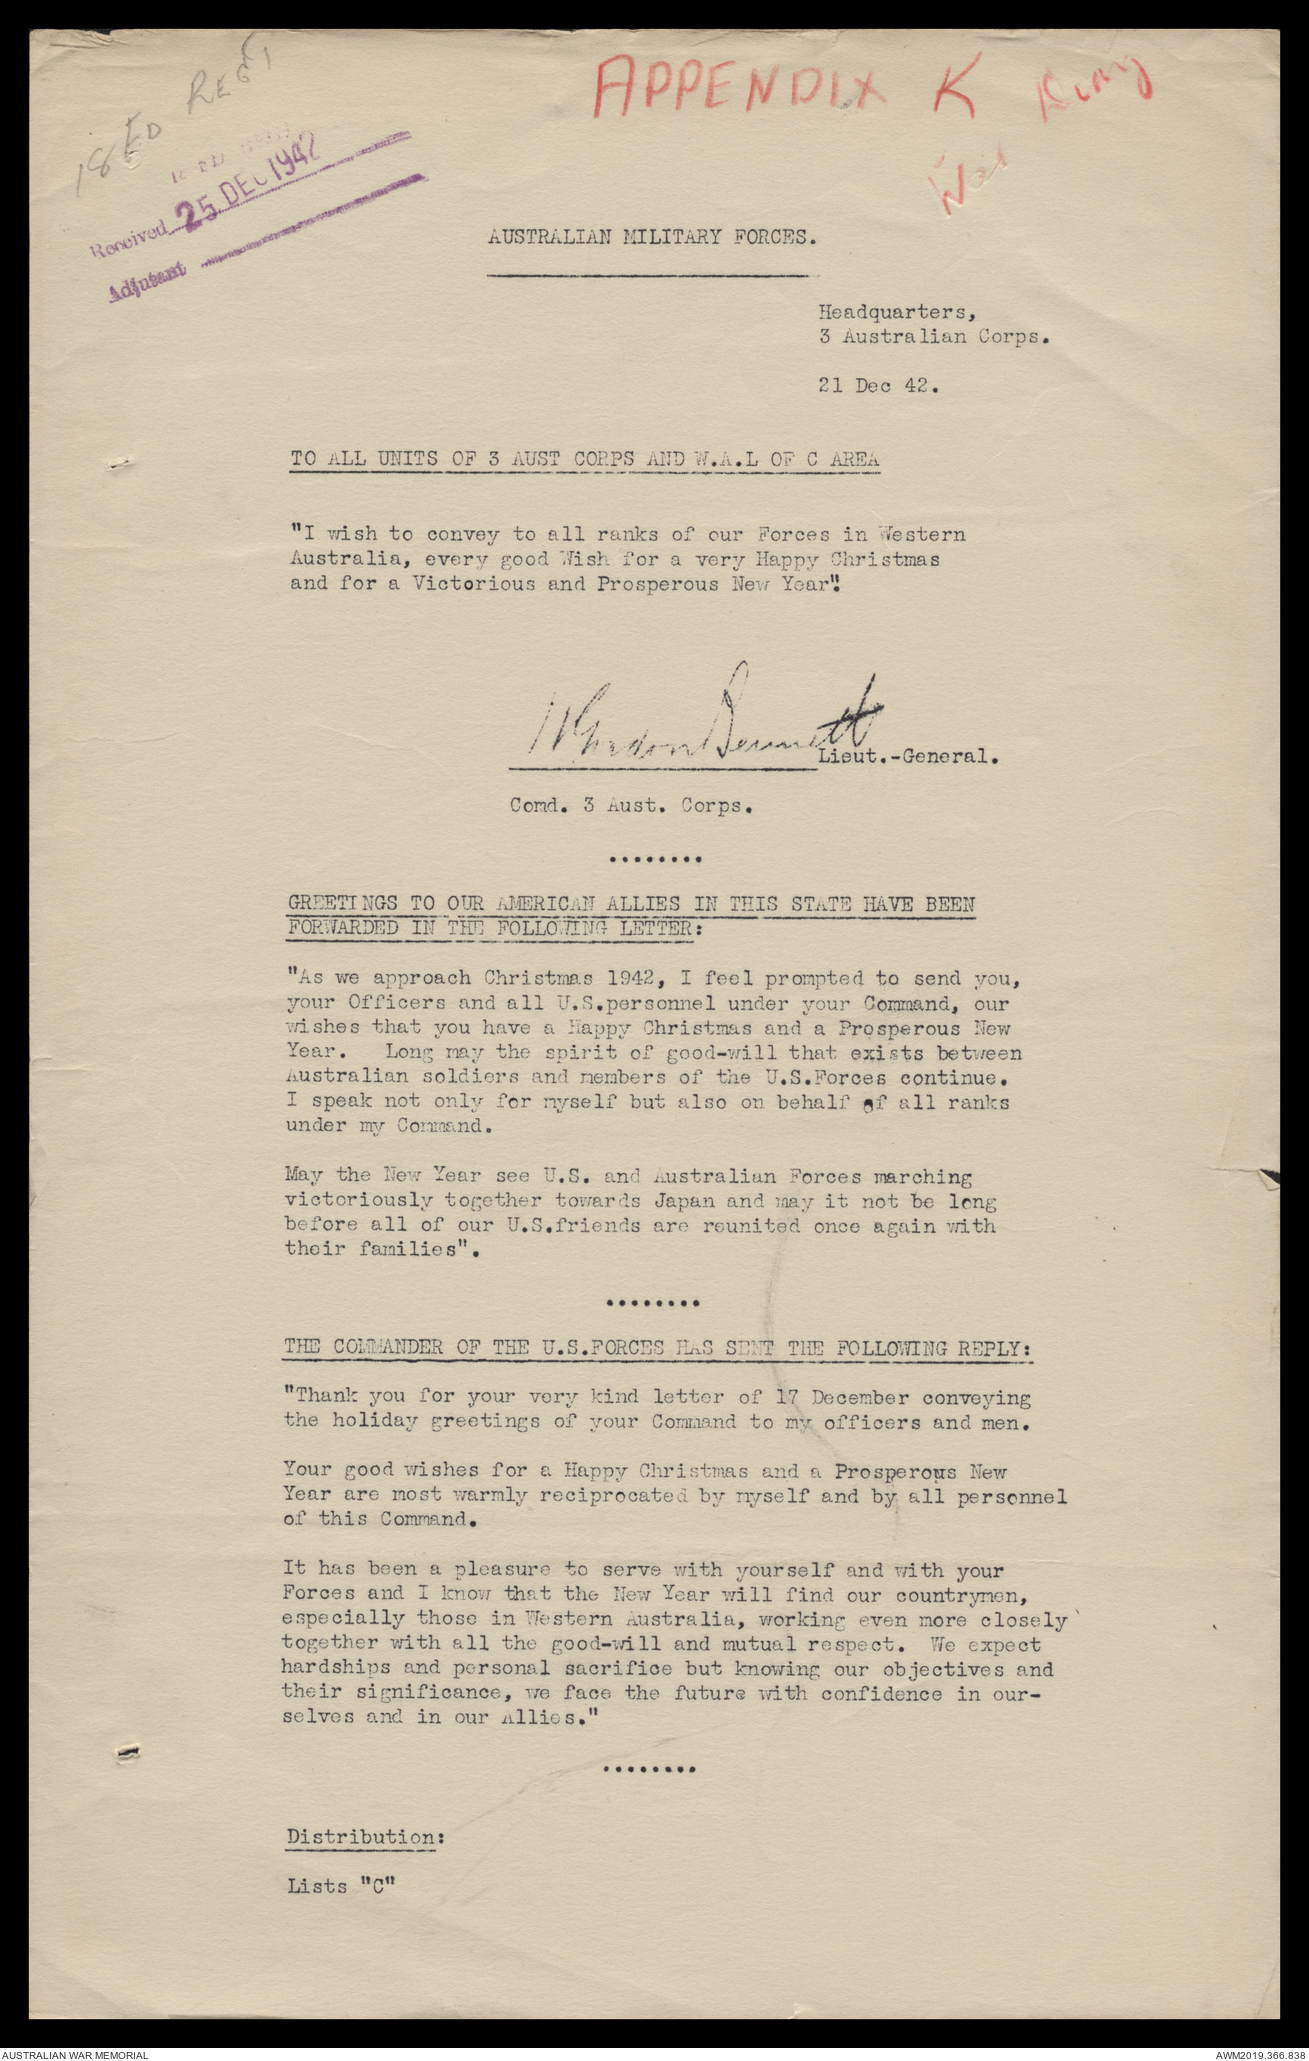 18 ED REGT
APPENDIX K
War Diary
Received 25 DEC 1942
Adjutant
AUSTRALIAN MILITARY FORCES.
Headquarters,
3 Australian Corps.
21 Dec 42.
TO ALL UNITS OF 3 AUST CORPS AND W.A.L OF C AREA
"I wish to convey to all ranks of our Forces in Western
Australia, every good Wish for a very Happy Christmas
and for a Victorious and Prosperous New Year".
H Gordon Bennett
Lieut.-General.
Comd. 3 Aust. Corps.
........
GREETINGS TO OUR AMERICAN ALLIES IN THIS STATE HAVE BEEN
FORWARDED IN THE FOLLOWING LETTER:
"As we approach Christmas 1942, I feel prompted to send you,
your Officers and all U.S.personnel under your Command, our
wishes that you have a Happy Christmas and a Prosperous New
Year.   Long may the spirit of good-will that exists between
Australian soldiers and members of the U.S.Forces continue.
I speak not only for myself but also on behalf of all ranks
under my Command.
May the New Year see U.S. and Australian Forces marching
victoriously together towards Japan and may it not be long
before all of our U.S.friends are reunited once again with
their families".
........
THE COMMANDER OF THE U.S.FORCES HAS SENT THE FOLLOWING REPLY:
"Thank you for your very kind letter of 17 December conveying
the holiday greetings of your Command to my officers and men.
Your good wishes for a Happy Christmas and a Prosperous New
Year are most warmly reciprocated by myself and by all personnel
of this Command.
It has been a pleasure to serve with yourself and with your
Forces and I know that the New Year will find our countrymen,
especially those in Western Australia, working even more closely
together with all the good-will and mutual respect.  We expect
hardships and personal sacrifice but knowing our objectives and
their significance, we face the future with confidence in our-
selves and in our Allies."
........
Distribution:
Lists "C"
AUSTRALIAN WAR MEMORIAL
AWM2019.366.838